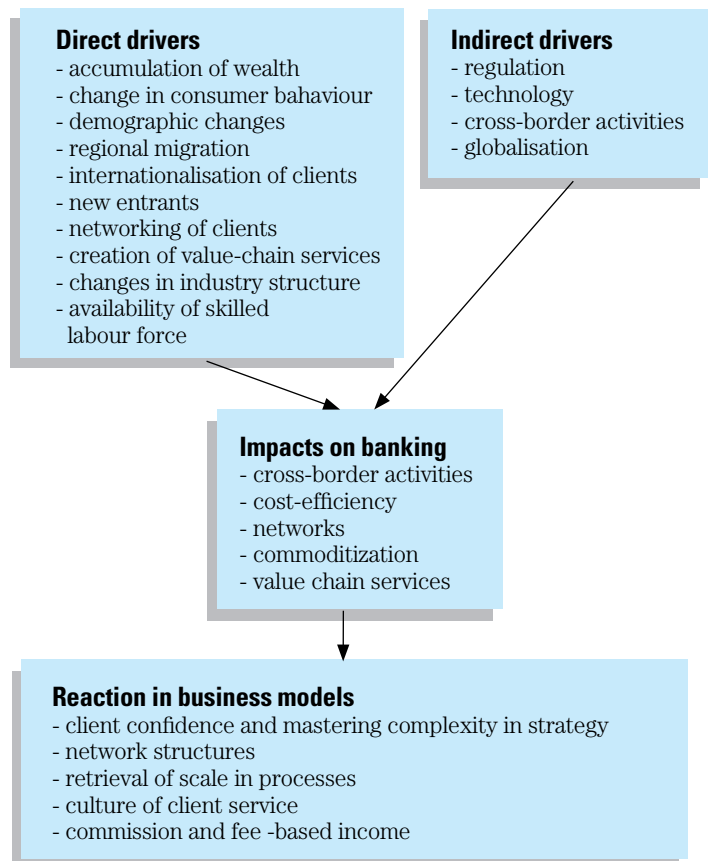 Direct drivers
- accumulation of wealth
- change in consumer bahaviour
- demographic changes
- regional migration
- internationalisation of clients
- new entrants
- networking of clients
- creation of value-chain services
- changes in industry structure
- availability of skilled
labour force
Indirect drivers
- regulation
- technology
- cross-border activities
- globalisation
Impacts on banking
- cross-border activities
- cost-efficiency
- networks
- commoditization
- value chain services
Reaction in business models
- client confidence and mastering complexity in strategy
- network structures
- retrieval of scale in processes
- culture of client service
- commission and fee -based income